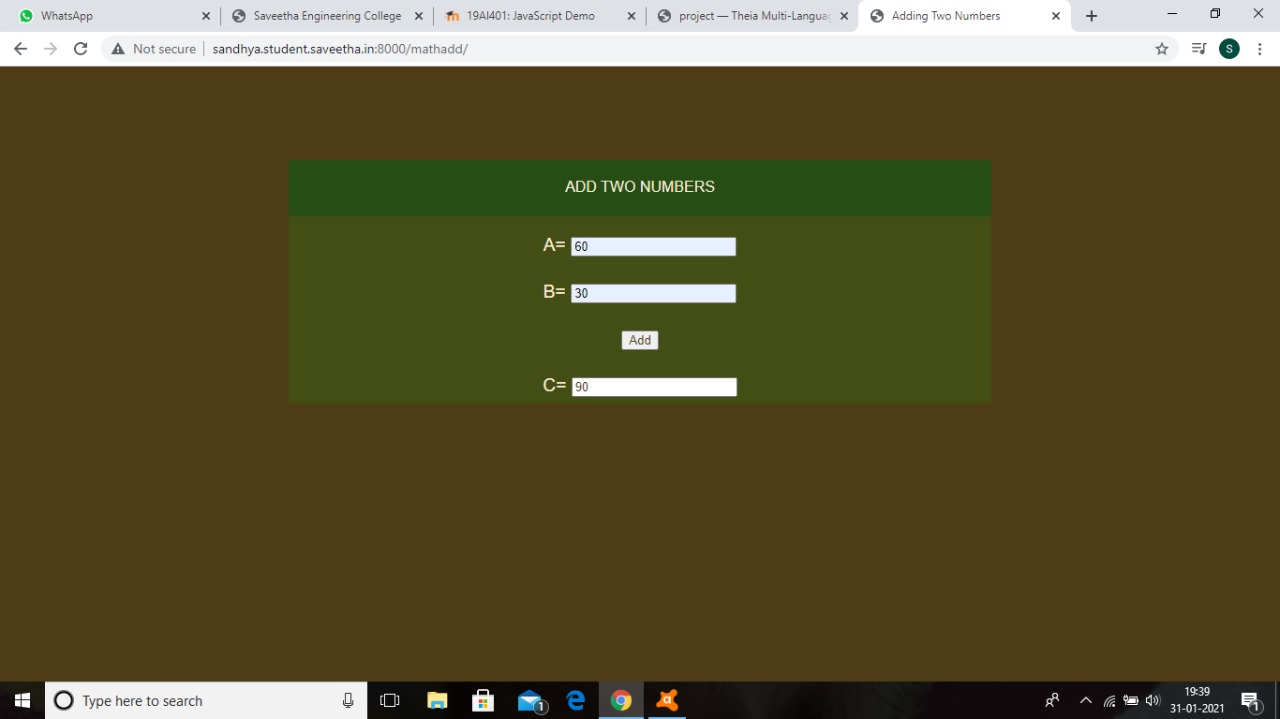 WhatsApp
Saveetha Engineering College
19AI401: JavaScript Demo
project — Theia Multi-Langua
Adding Two Numbers
Not secure
sandhya.student.saveetha.in:8000/mathadd/
S
ADD TWO NUMBERS
A= 60
B= 30
Add
C= 90
Type here to search
1
19:39
31-01-2021
1